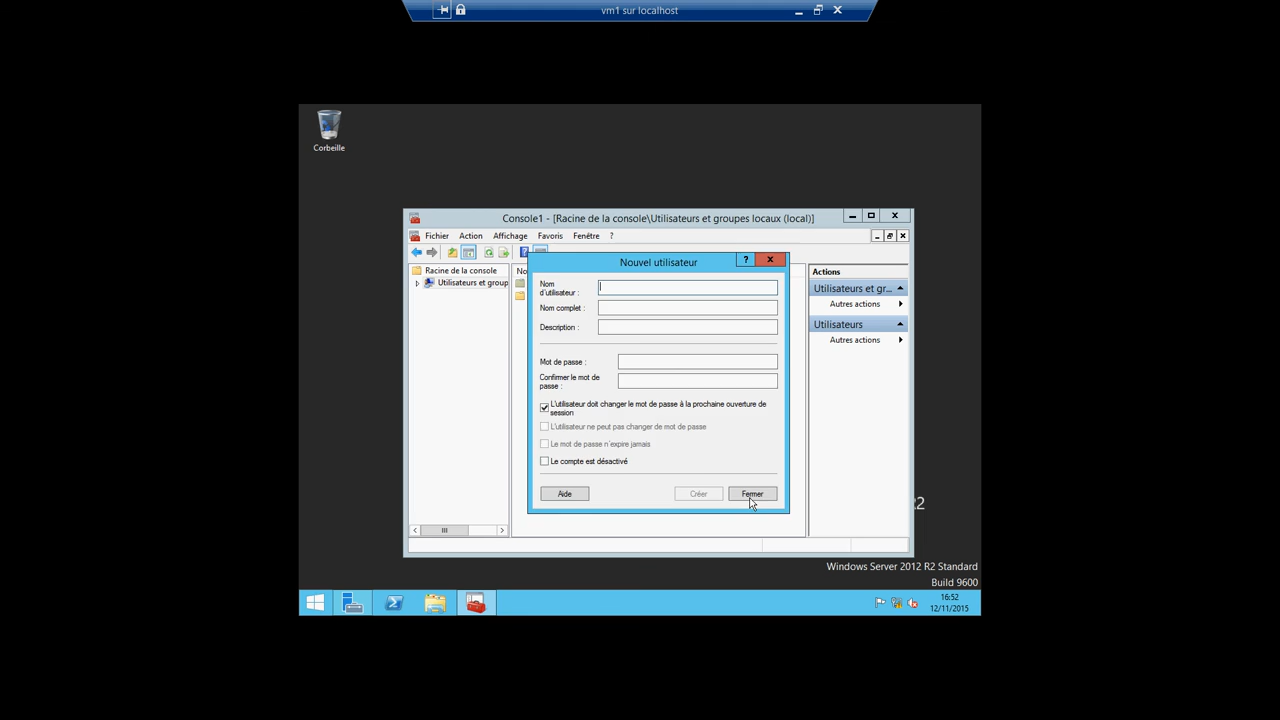 vm1 sur localhost
Corbeille
Console1 - [Racine de la console\Utilisateurs et groupes locaux (local)]
Fichier Action Affichage Favoris Fenêtre ?
Racine de la console
Utilisateurs et group
No
Nouvel utilisateur
?
Nom
d'utilisateur :
Nom complet :
Description :
Mot de passe :
Confirmer le mot de
passe :
L'utilisateur doit changer le mot de passe à la prochaine ouverture de
session
L'utilisateur ne peut pas changer de mot de passe
Le mot de passe n'expire jamais
Le compte est désactivé
Aide Créer Fermer
Actions
Utilisateurs et gr...
Autres actions
Utilisateurs
Autres actions
R2
Windows Server 2012 R2 Standard
Build 9600
16:52
12/11/2015